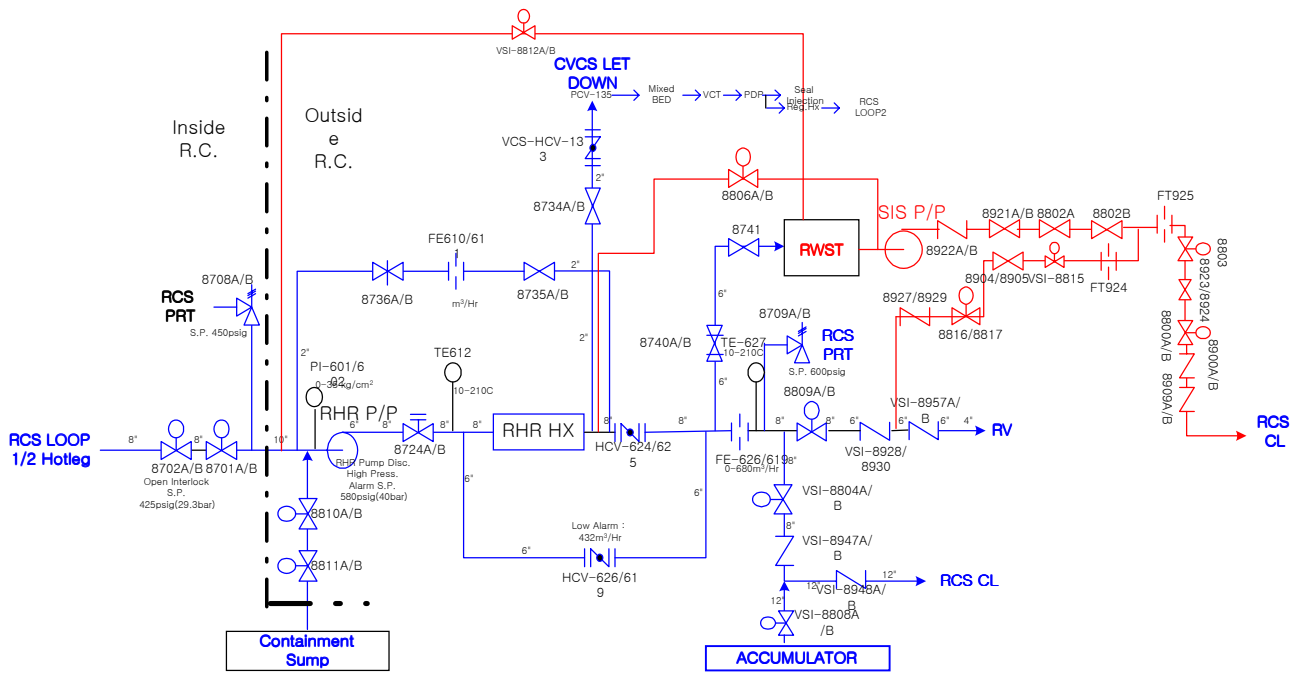 VSI-8812A/B
CVCS LET
DOWN
PCV-135
Mixed
BED
VCT
PDP
Seal
Injection
Reg.Hx
RCS
LOOP2
Inside
R.C.
Outsid
e
R.C.
VCS-HCV-13
3
2"
8734A/B
8806A/B
FE610/61
1
m³/Hr
8736A/B
8735A/B
2"
8741
RWST
SIS P/P
8922A/B
8921A/B
8802A
8802B
FT925
8904/8905
VSI-8815
FT924
8803
8923/8924
8800A/B
8900A/B
8909A/B
RCS
CL
8927/8929
8816/8817
8708A/B
RCS
PRT
S.P. 450psig
2"
2"
6"
8740A/B
6"
8709A/B
RCS
PRT
S.P. 600psig
TE-627
10-210C
PI-601/6
02
0-35kg/cm²
TE612
10-210C
8809A/B
RCS LOOP
1/2 Hotleg
8"
8"
8702A/B
8701A/B
Open Interlock
S.P.
425psig(29.3bar)
10"
RHR P/P
6"
8"
8724A/B
8"
8"
RHR Pump Disc.
High Press.
Alarm S.P.
580psig(40bar)
RHR HX
8"
HCV-624/62
5
8"
8"
FE-626/619
0-680m³/Hr
8"
8"
6"
6"
6"
VSI-8957A/
B
4"
RV
VSI-8928/
8930
6"
6"
8"
8810A/B
8811A/B
Low Alarm :
432m³/Hr
6"
HCV-626/61
9
VSI-8804A/
B
8"
VSI-8947A/
B
12"
12"
VSI-8948A/
B
RCS CL
12"
VSI-8808A
/B
Containment
Sump
ACCUMULATOR